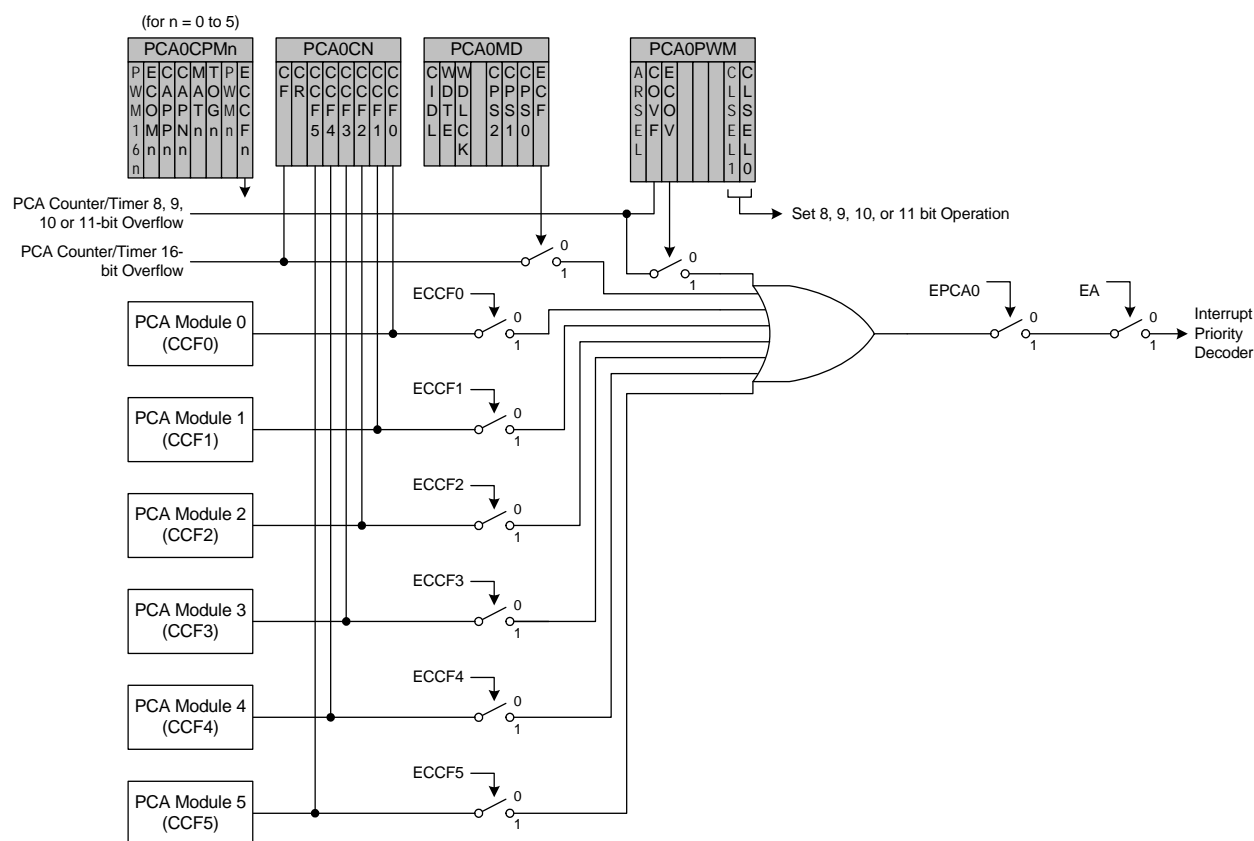 (for n = 0 to 5)
PCA0CPMn
PWM16n
ECOMn
CAPPn
CAPNn
MATn
TOGn
PWMn
ECCFn
PCA0CN
CF
CR
CCF5
CCF4
CCF3
CCF2
CCF1
CCF0
PCA0MD
CIDL
WDTE
WDLCK
CPS2
CPS1
CPS0
ECF
PCA0PWM
ARSEL
COVF
ECOV
CLSEL1
CLSEL0
PCA Counter/Timer 8, 9,
10 or 11-bit Overflow
Set 8, 9, 10, or 11 bit Operation
PCA Counter/Timer 16-
bit Overflow
0
1
0
1
PCA Module 0
(CCF0)
ECCF0
0
1
EPCA0
0
1
EA
0
1
Interrupt
Priority
Decoder
PCA Module 1
(CCF1)
ECCF1
0
1
PCA Module 2
(CCF2)
ECCF2
0
1
PCA Module 3
(CCF3)
ECCF3
0
1
PCA Module 4
(CCF4)
ECCF4
0
1
PCA Module 5
(CCF5)
ECCF5
0
1